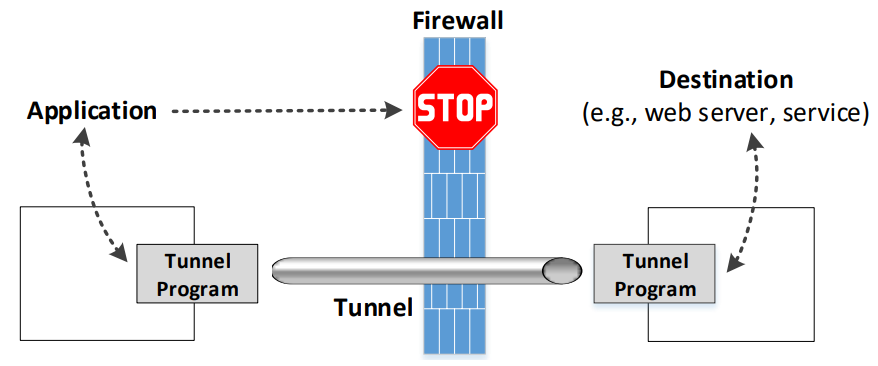 Firewall
STOP
Application
Destination
(e.g., web server, service)
Tunnel
Program
Tunnel
Tunnel
Program